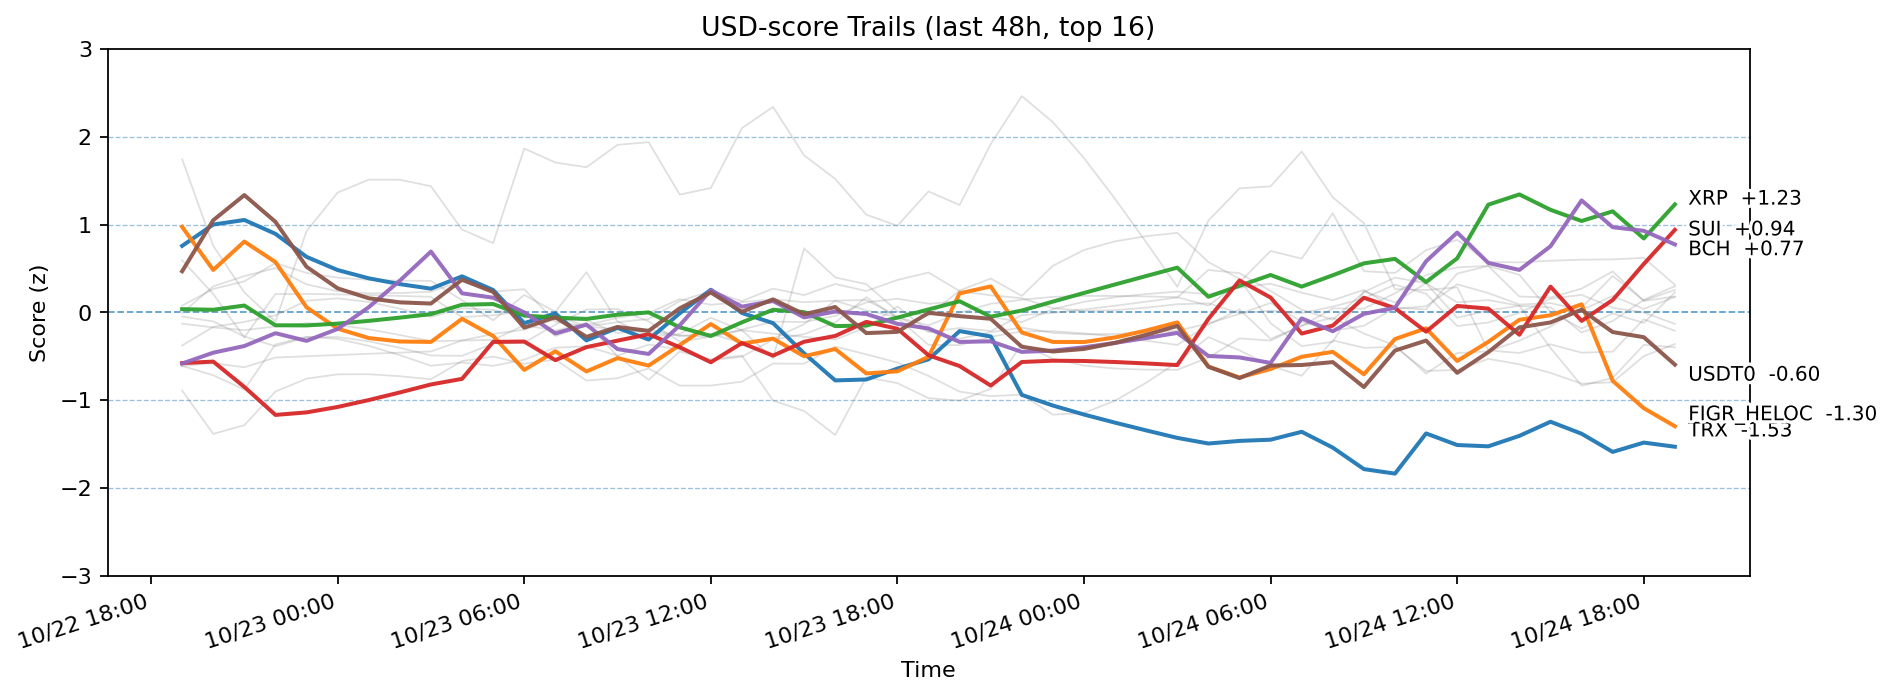 USD-score Trails (last 48h, top 16)
Score (z)
3
2
1
0
−1
−2
−3
XRP +1.23
SUI +0.94
BCH +0.77
USDT0 -0.60
FIGR_HELOC -1.30
TRX -1.53
10/22 18:00
10/23 00:00
10/23 06:00
10/23 12:00
10/23 18:00
10/24 00:00
10/24 06:00
10/24 12:00
10/24 18:00
Time